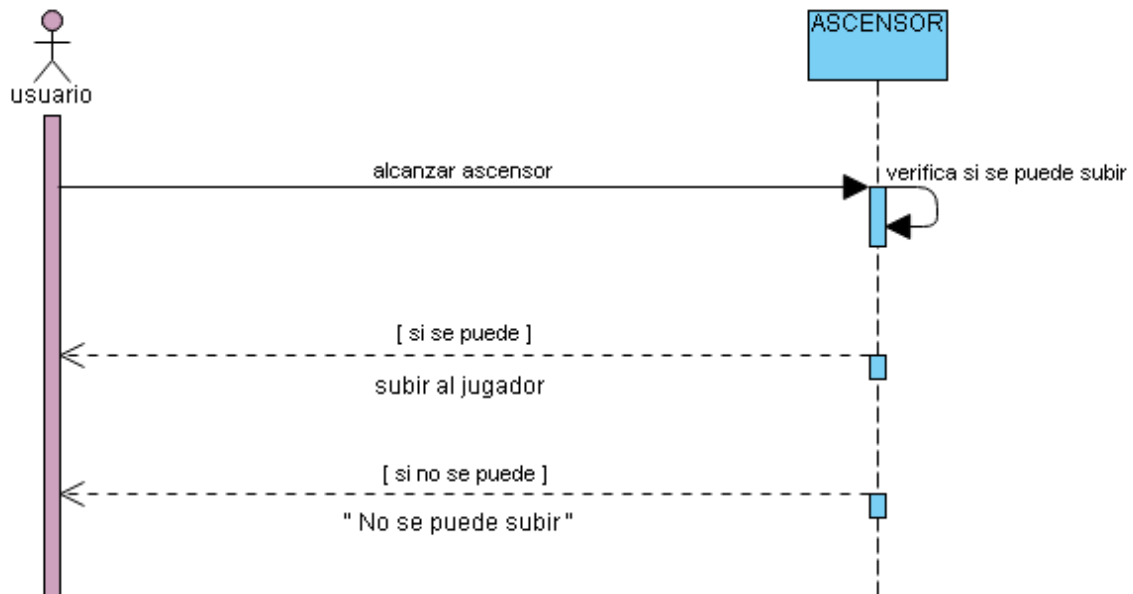 ASCENSOR
usuario
alcanzar ascensor
verifica si se puede subir
[ si se puede ]
subir al jugador
[ si no se puede ]
" No se puede subir "